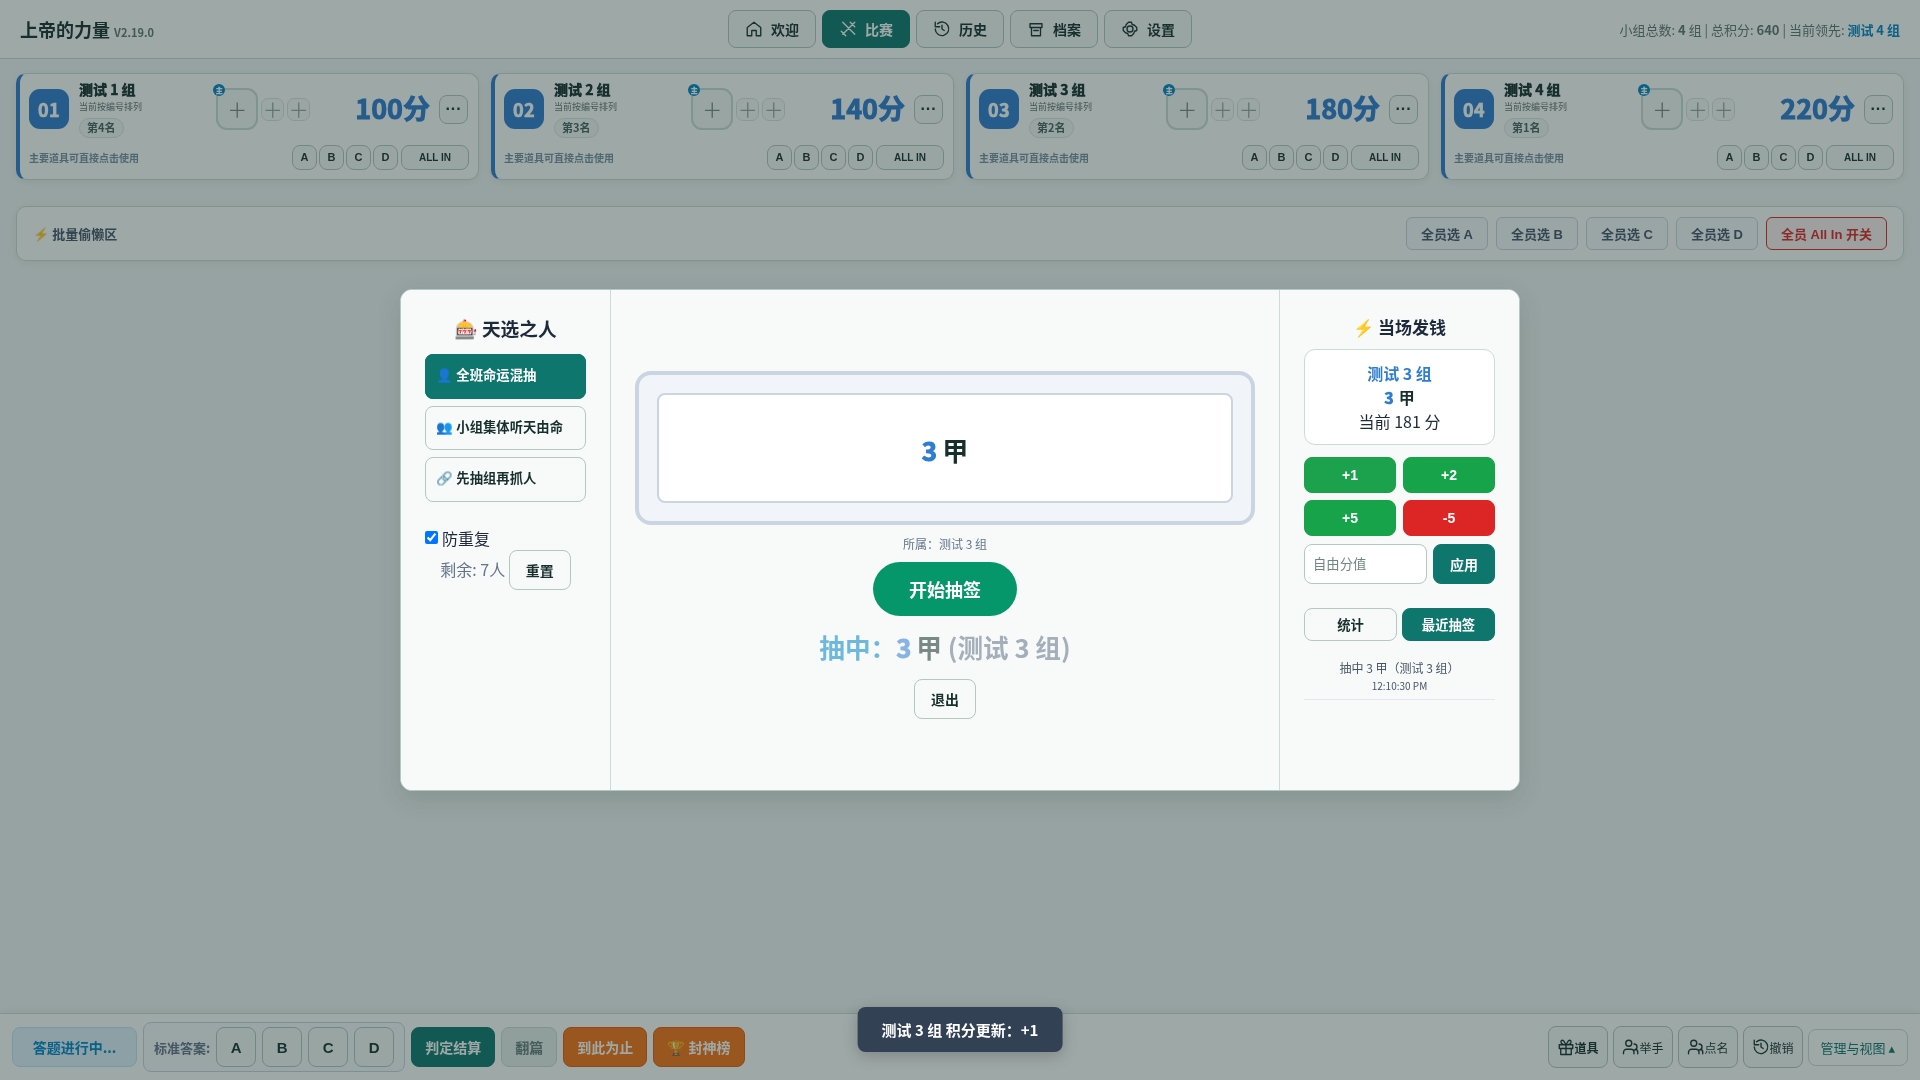 上帝的力量 V2.19.0
欢迎
比赛
历史
档案
设置
小组总数: 4 组 | 总积分: 640 | 当前领先: 测试 4 组
01
测试 1 组
当前按编号排列
第4名
主
100分
...
主要道具可直接点击使用
A
B
C
D
ALL IN
02
测试 2 组
当前按编号排列
第3名
主
140分
...
主要道具可直接点击使用
A
B
C
D
ALL IN
03
测试 3 组
当前按编号排列
第2名
主
180分
...
主要道具可直接点击使用
A
B
C
D
ALL IN
04
测试 4 组
当前按编号排列
第1名
主
220分
...
主要道具可直接点击使用
A
B
C
D
ALL IN
⚡ 批量偷懒区
全员选 A
全员选 B
全员选 C
全员选 D
全员 All In 开关
🎰 天选之人
👤 全班命运混抽
👥 小组集体听天由命
🔗 先抽组再抓人
防重复
剩余: 7人
重置
3 甲
所属：测试 3 组
开始抽签
抽中：3 甲 (测试 3 组)
退出
⚡ 当场发钱
测试 3 组
3 甲
当前 181 分
+1
+2
+5
-5
自由分值
应用
统计
最近抽签
抽中 3 甲（测试 3 组）
12:10:30 PM
测试 3 组 积分更新：+1
答题进行中...
标准答案:
A
B
C
D
判定结算
翻篇
到此为止
🏆 封神榜
道具
举手
点名
撤销
管理与视图 ▴